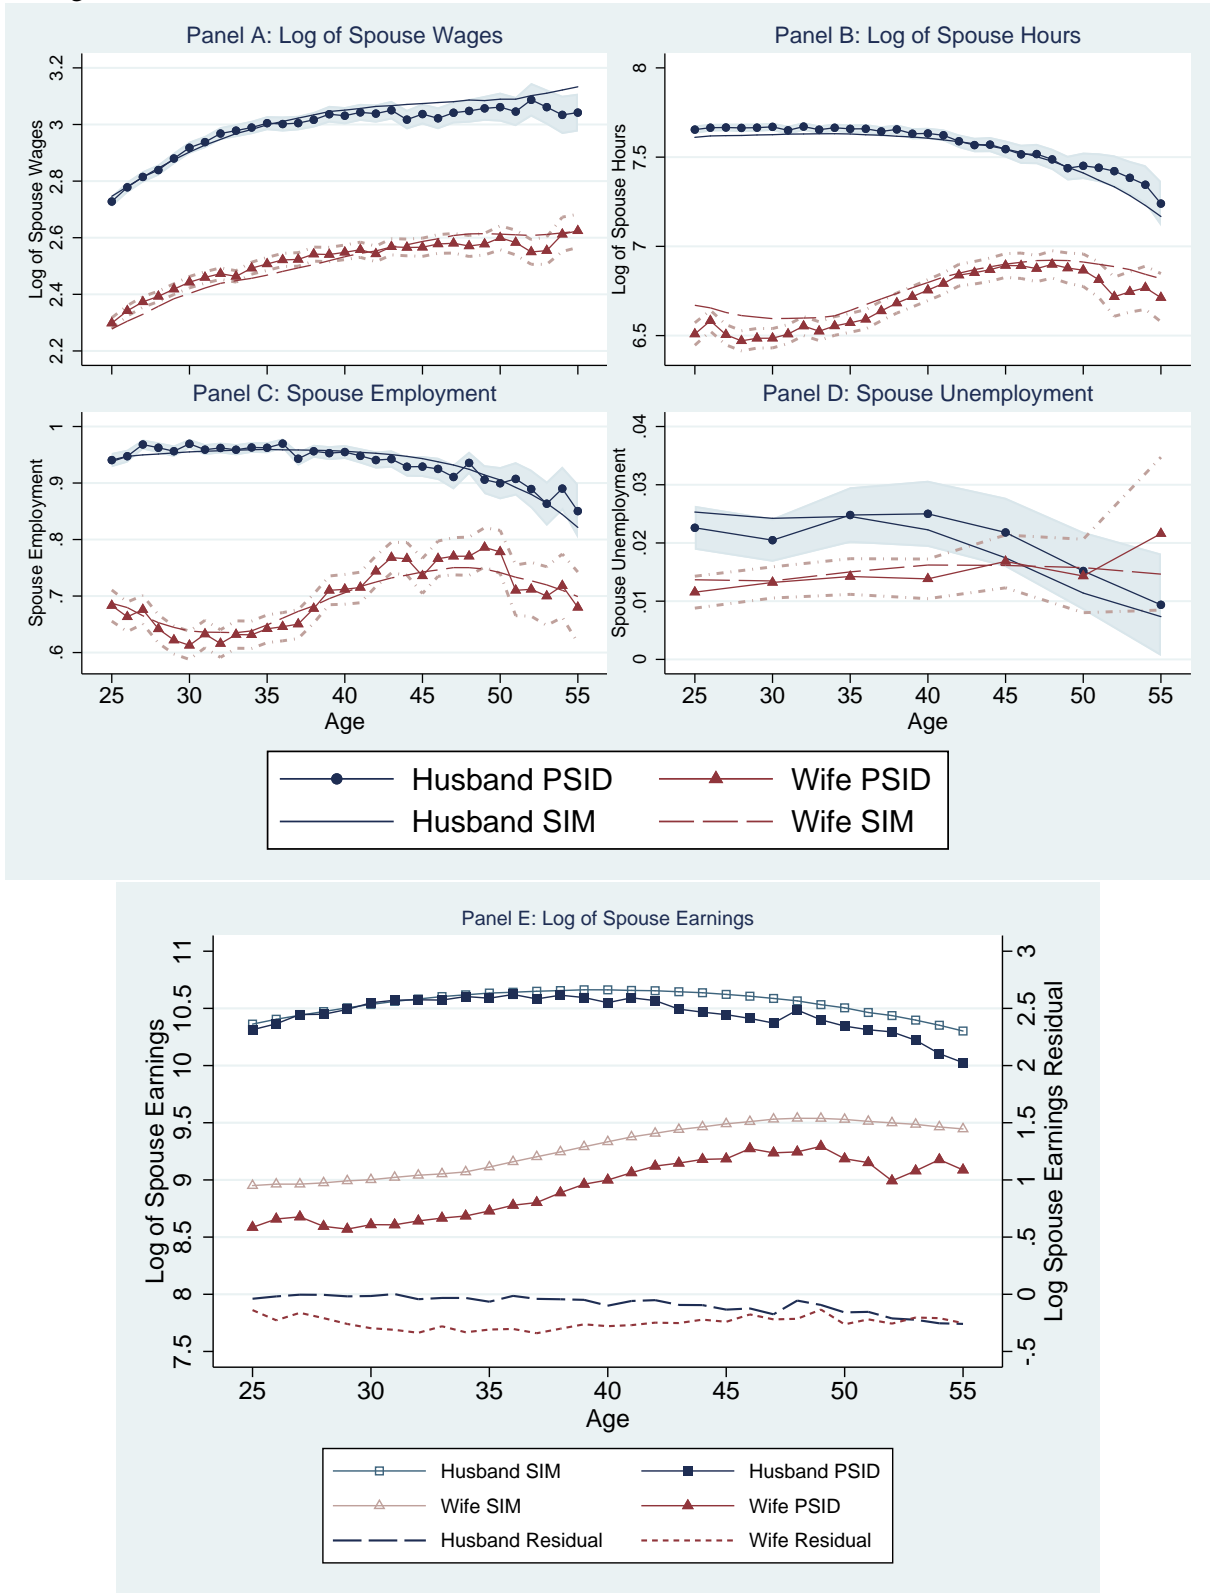 Panel A: Log of Spouse Wages
Log of Spouse Wages
3.2
3
2.8
2.6
2.4
2.2
Panel B: Log of Spouse Hours
Log of Spouse Hours
8
7.5
7
6.5
Panel C: Spouse Employment
Spouse Employment
1
.9
.8
.7
.6
25 30 35 40 45 50 55
Age
Panel D: Spouse Unemployment
Spouse Unemployment
.04
.03
.02
.01
0
25 30 35 40 45 50 55
Age
Husband PSID Wife PSID
Husband SIM Wife SIM
Panel E: Log of Spouse Earnings
Log of Spouse Earnings
11
10.5
10
9.5
9
8.5
8
7.5
Log Spouse Earnings Residual
3
2.5
2
1.5
1
.5
0
-.5
25 30 35 40 45 50 55
Age
Husband SIM Husband PSID
Wife SIM Wife PSID
Husband Residual Wife Residual